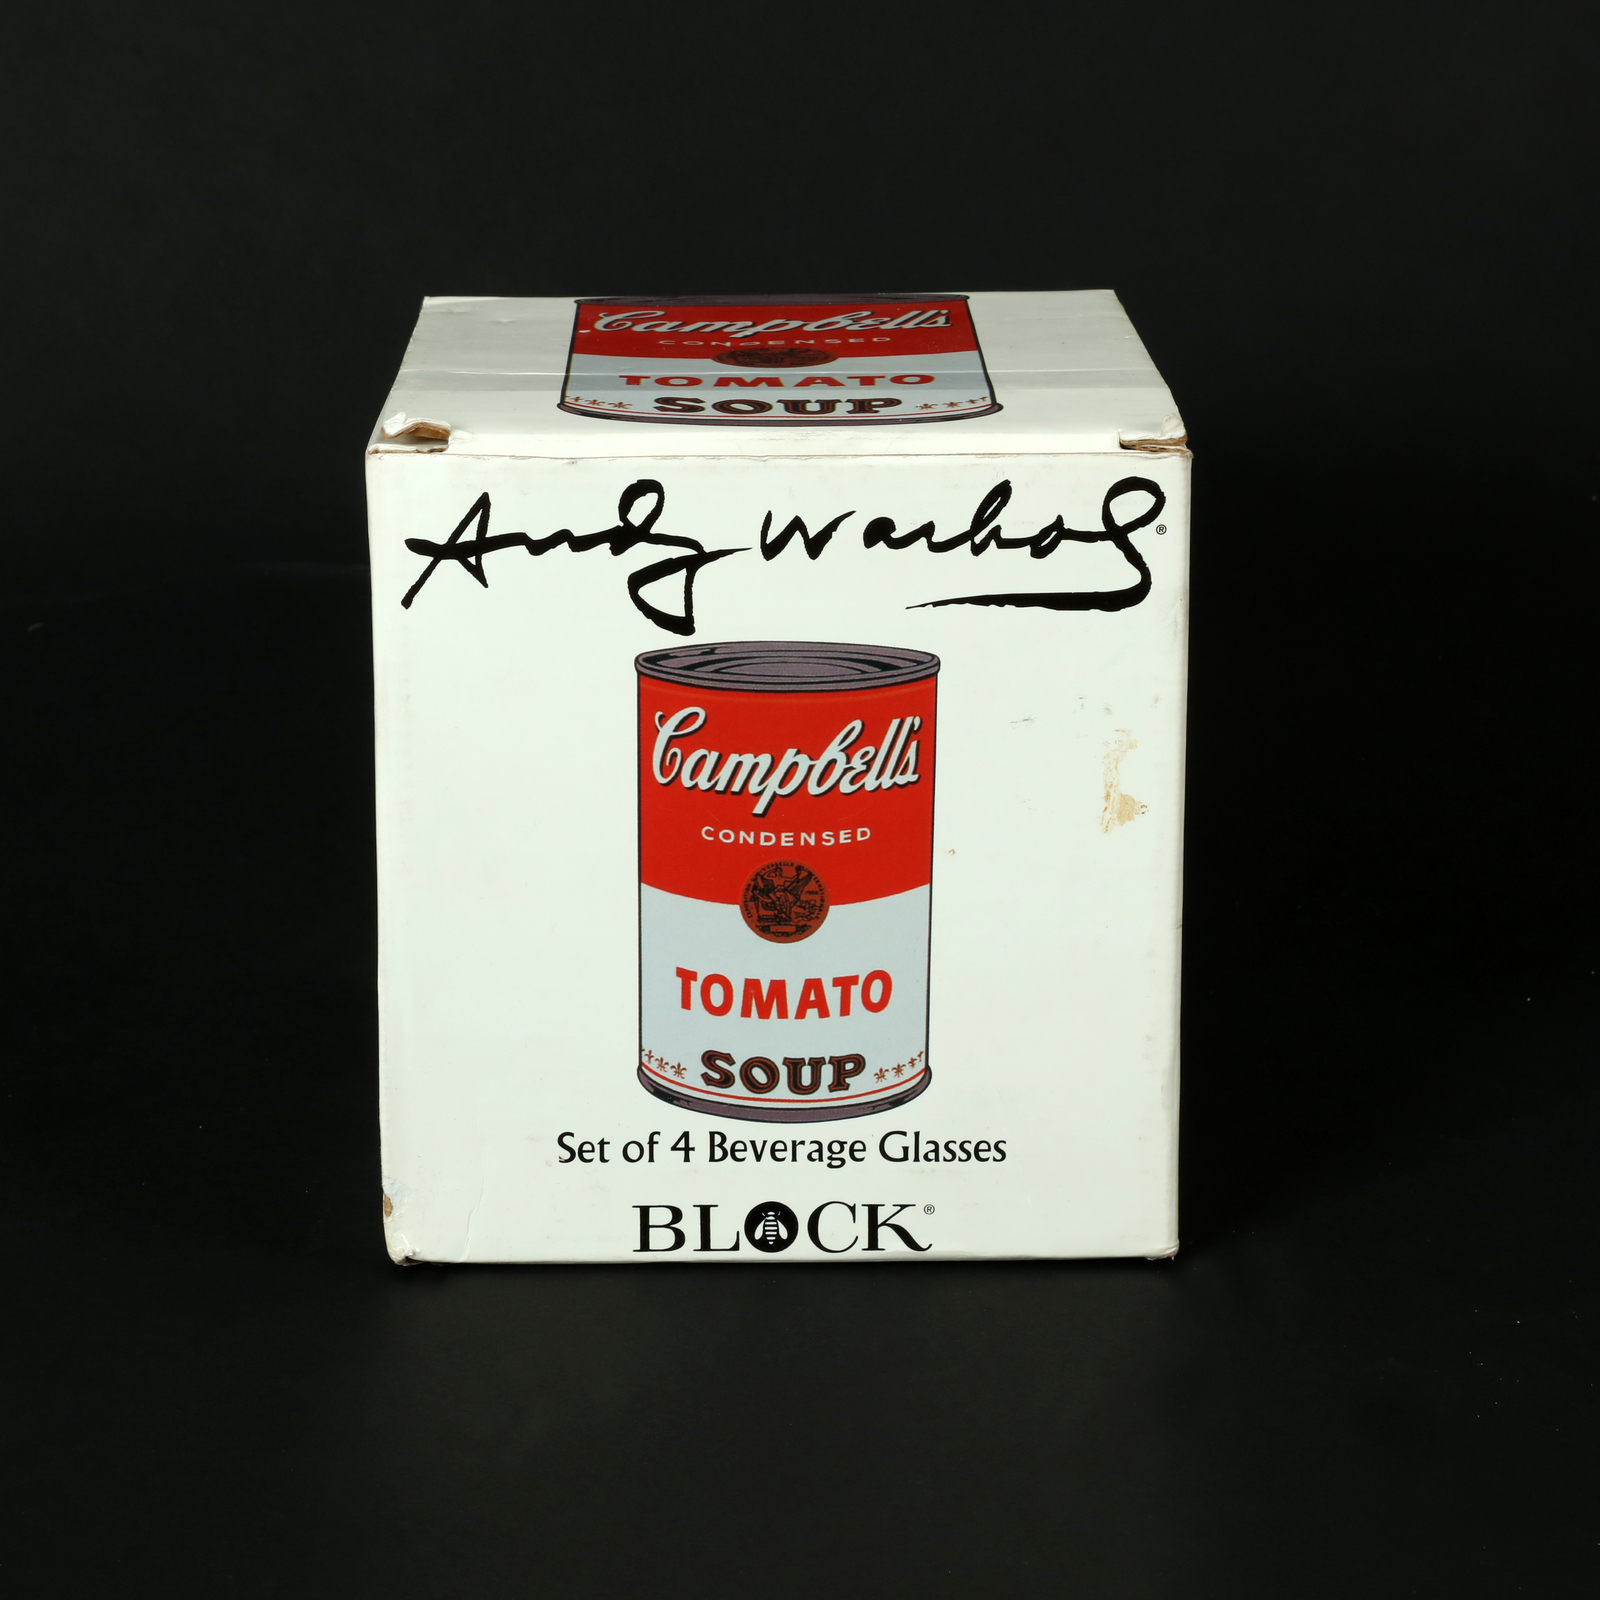 Campbell's
CONDENSED
TOMATO
SOUP
Andy Warhol®
Campbell's
CONDENSED
TOMATO
SOUP
Set of 4 Beverage Glasses
BLOCK®